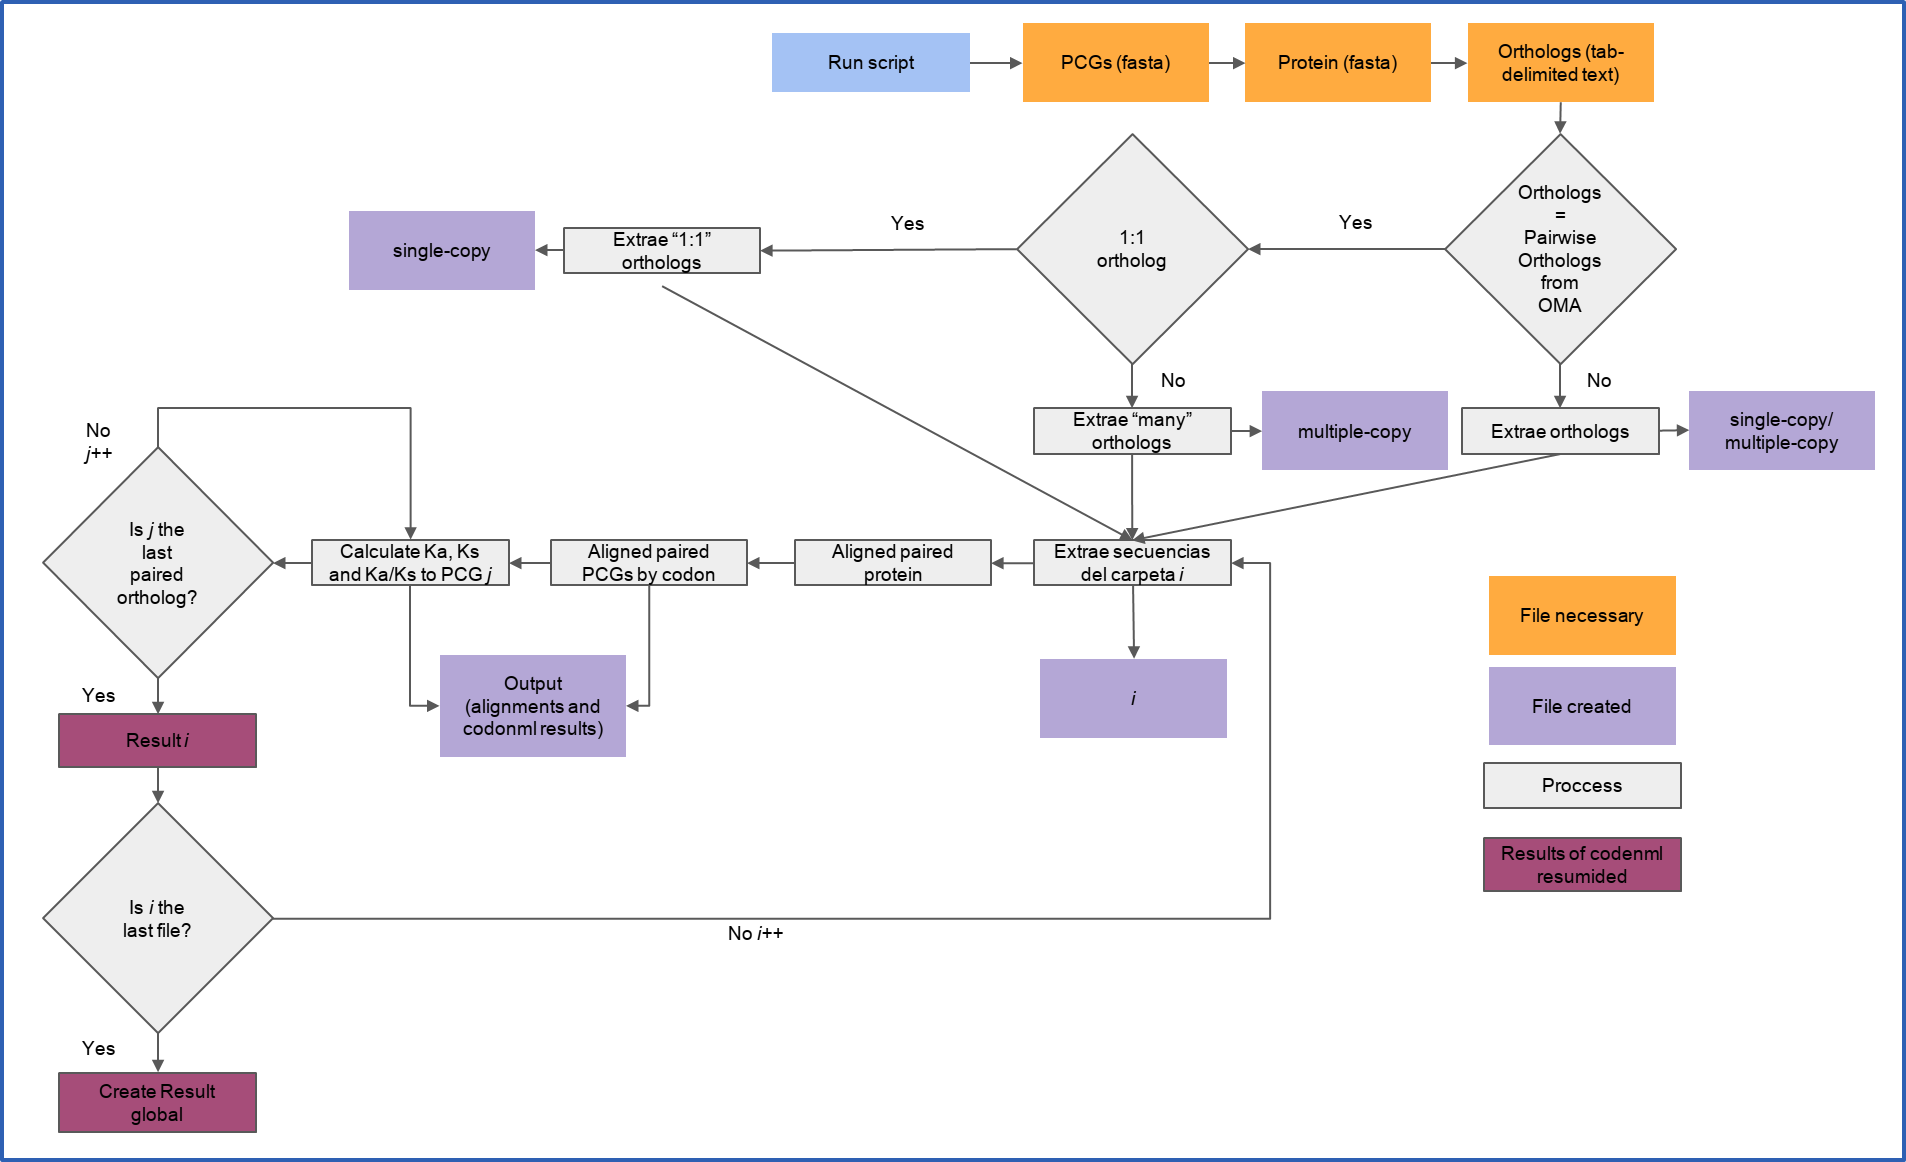 Run script
PCGs (fasta)
Protein (fasta)
Orthologs (tab-
delimited text)
Orthologs
=
Pairwise
Orthologs
from
OMA
Yes
1:1
ortholog
Yes
Extrae “1:1”
orthologs
single-copy
No
Extrae “many”
orthologs
multiple-copy
No
Extrae orthologs
single-copy/
multiple-copy
No
j++
Is j the
last
paired
ortholog?
Calculate Ka, Ks
and Ka/Ks to PCG j
Aligned paired
PCGs by codon
Aligned paired
protein
Extrae secuencias
del carpeta i
Output
(alignments and
codonml results)
i
Yes
Result i
Is i the
last file?
No i++
Yes
Create Result
global
File necessary
File created
Proccess
Results of codenml
resumided